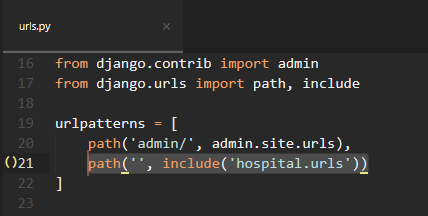 urls.py ×
16 from django.contrib import admin
17 from django.urls import path, include
18
19 urlpatterns = [
20     path('admin/', admin.site.urls),
()21     path('', include('hospital.urls'))
22 ]
23